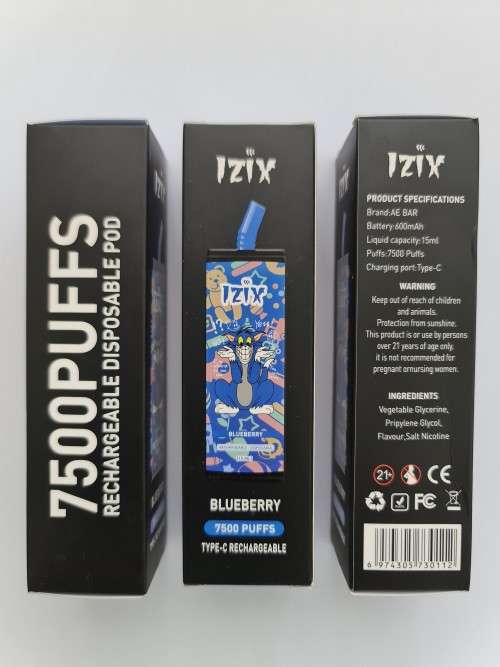 7500PUFFS
RECHARGEABLE DISPOSABLE POD
IZIX
IZIX
BLUEBERRY
BLUEBERRY
7500 PUFFS
TYPE-C RECHARGEABLE
IZIX
PRODUCT SPECIFICATIONS
Brand:AE BAR
Battery:600mAh
Liquid capacity:15ml
Puffs:7500 Puffs
Charging port:Type-C
WARNING
Keep out of reach of children
and animals.
Protection from sunshine.
This product is or use by persons
over 21 years of age only,
it is not recommended for
pregnant ornursing women.
INGREDIENTS
Vegetable Glycerine,
Pripylene Glycol,
Flavour,Salt Nicotine
21+
CE
FC
6 974305 730112